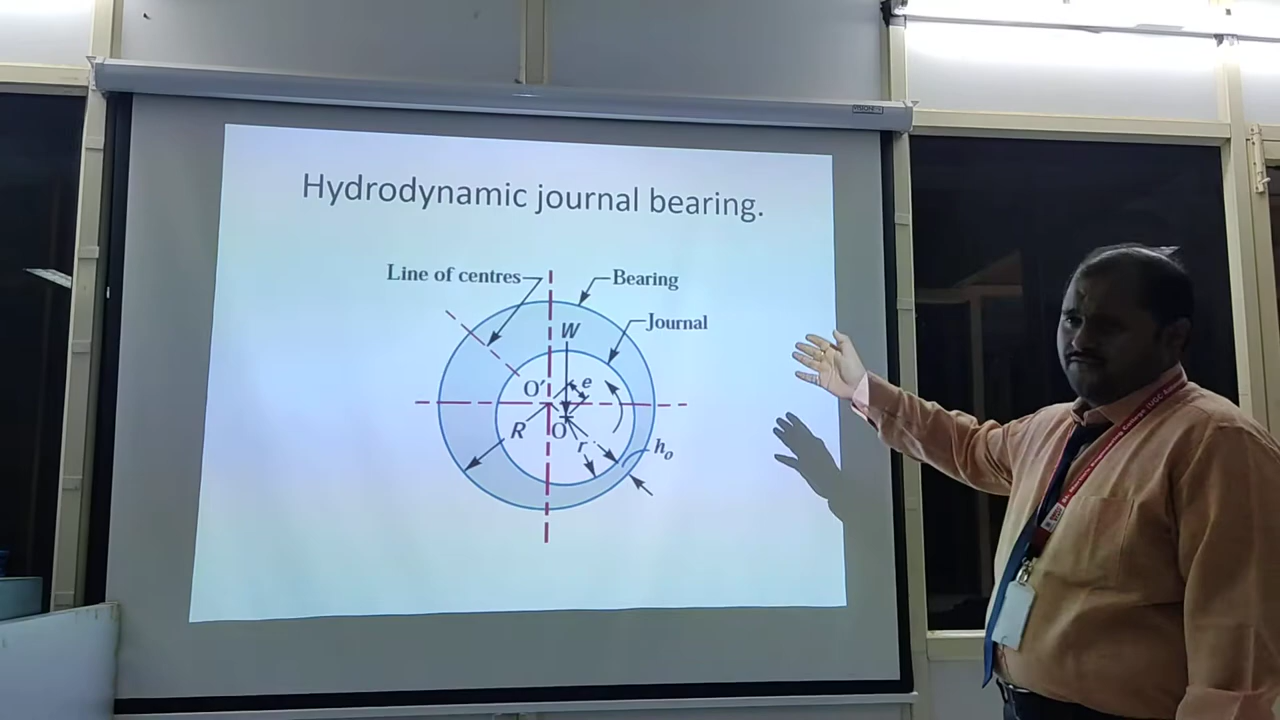 Hydrodynamic journal bearing.
Line of centres
Bearing
W
Journal
O'
e
R
O
r
h₀